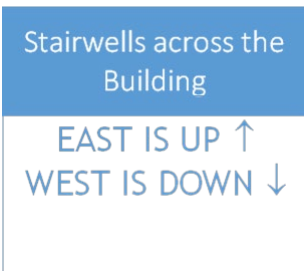 Stairwells across the
Building
EAST IS UP ↑
WEST IS DOWN ↓